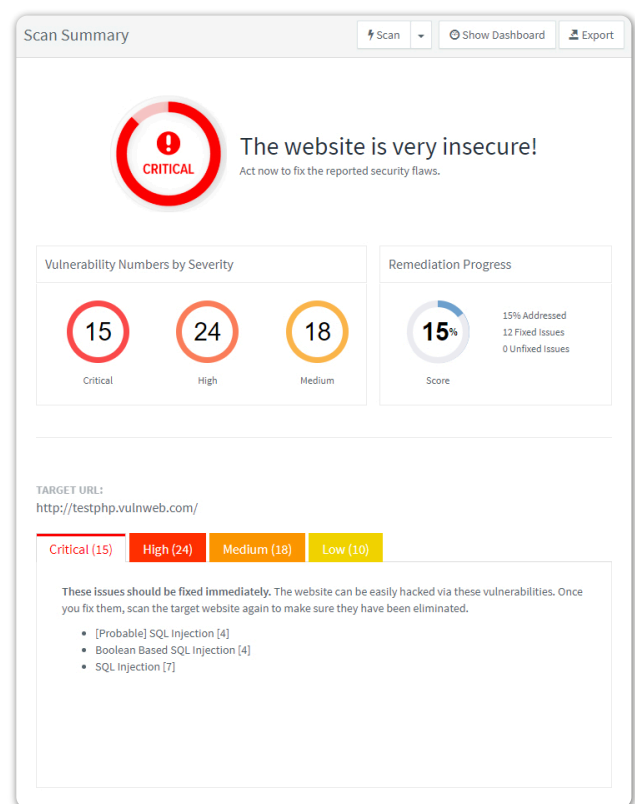 Scan Summary
Scan
Show Dashboard
Export
CRITICAL
The website is very insecure!
Act now to fix the reported security flaws.
Vulnerability Numbers by Severity
15
24
18
Critical
High
Medium
Remediation Progress
15%
Score
15% Addressed
12 Fixed Issues
0 Unfixed Issues
TARGET URL:
http://testphp.vulnweb.com/
Critical (15)
High (24)
Medium (18)
Low (10)
These issues should be fixed immediately. The website can be easily hacked via these vulnerabilities. Once
you fix them, scan the target website again to make sure they have been eliminated.
[Probable] SQL Injection [4]
Boolean Based SQL Injection [4]
SQL Injection [7]